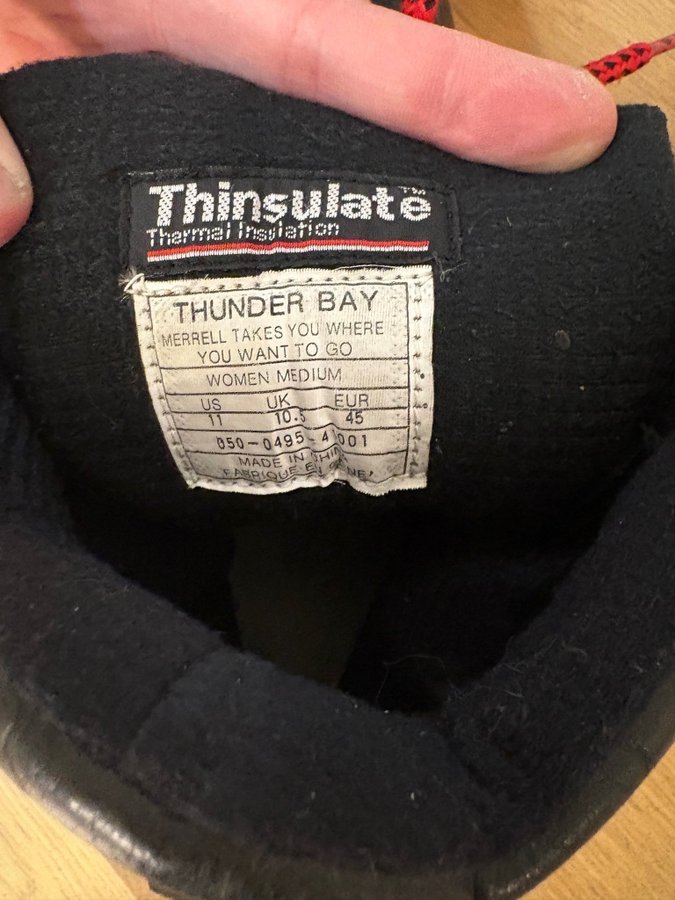 Thinsulate™
Thermal Insulation
THUNDER BAY
MERRELL TAKES YOU WHERE
YOU WANT TO GO
WOMEN MEDIUM
US UK EUR
11 10.5 45
MADE IN
FABRIQUE